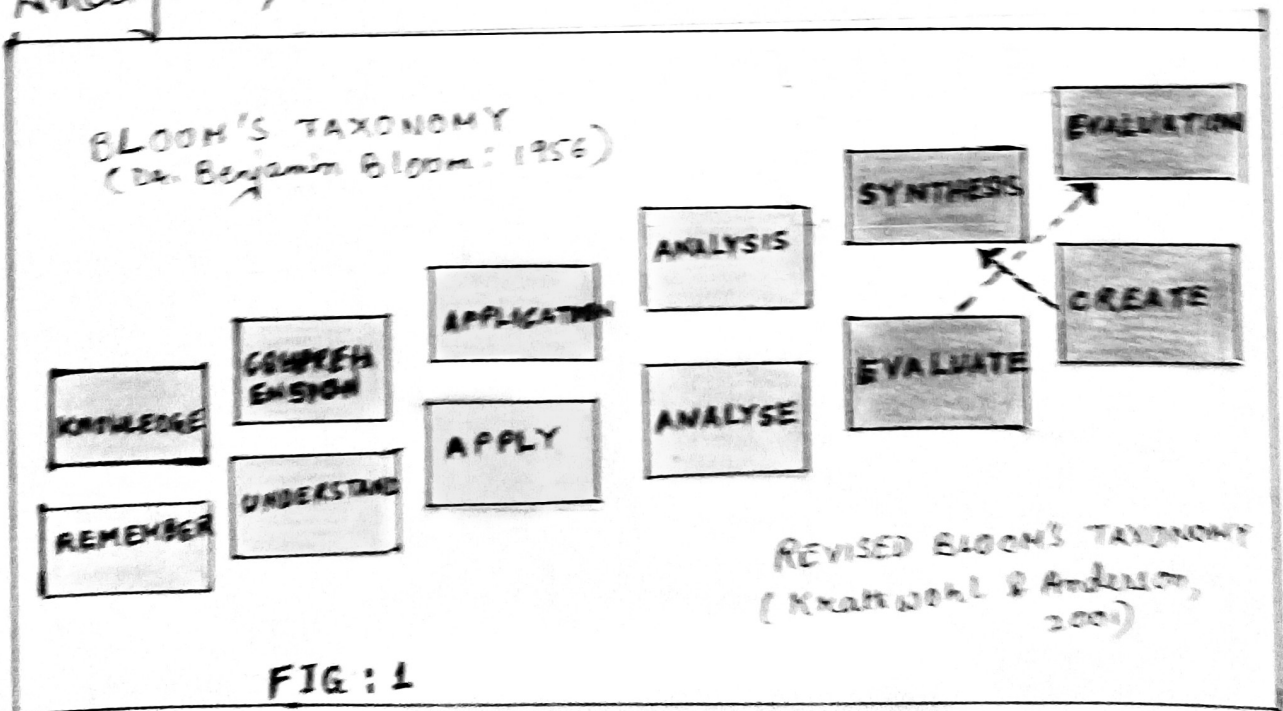 BLOOM'S TAXONOMY
(Dr. Benjamin Bloom: 1956)
EVALUATION
SYNTHESIS
ANALYSIS
APPLICATION
COMPREH
ENSION
KNOWLEDGE
CREATE
EVALUATE
ANALYSE
APPLY
UNDERSTAND
REMEMBER
REVISED BLOOM'S TAXONOMY
(Krathwohl & Anderson,
2001)
FIG : 1